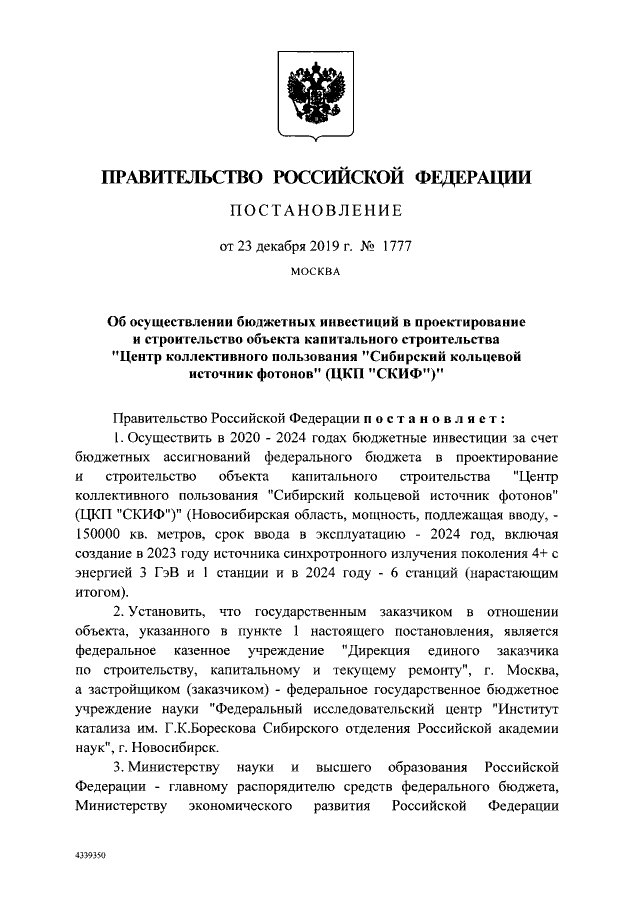 ПРАВИТЕЛЬСТВО РОССИЙСКОЙ ФЕДЕРАЦИИ
ПОСТАНОВЛЕНИЕ
от 23 декабря 2019 г. № 1777
МОСКВА
Об осуществлении бюджетных инвестиций в проектирование
и строительство объекта капитального строительства
"Центр коллективного пользования "Сибирский кольцевой
источник фотонов" (ЦКП "СКИФ")"
Правительство Российской Федерации постановляет:
1. Осуществить в 2020 - 2024 годах бюджетные инвестиции за счет
бюджетных ассигнований федерального бюджета в проектирование
и строительство объекта капитального строительства "Центр
коллективного пользования "Сибирский кольцевой источник фотонов"
(ЦКП "СКИФ")" (Новосибирская область, мощность, подлежащая вводу, -
150000 кв. метров, срок ввода в эксплуатацию - 2024 год, включая
создание в 2023 году источника синхротронного излучения поколения 4+ с
энергией 3 ГэВ и 1 станции и в 2024 году - 6 станций (нарастающим
итогом).
2. Установить, что государственным заказчиком в отношении
объекта, указанного в пункте 1 настоящего постановления, является
федеральное казенное учреждение "Дирекция единого заказчика
по строительству, капитальному и текущему ремонту", г. Москва,
а застройщиком (заказчиком) - федеральное государственное бюджетное
учреждение науки "Федеральный исследовательский центр "Институт
катализа им. Г.К.Борескова Сибирского отделения Российской академии
наук", г. Новосибирск.
3. Министерству науки и высшего образования Российской
Федерации - главному распорядителю средств федерального бюджета,
Министерству экономического развития Российской Федерации
4339350